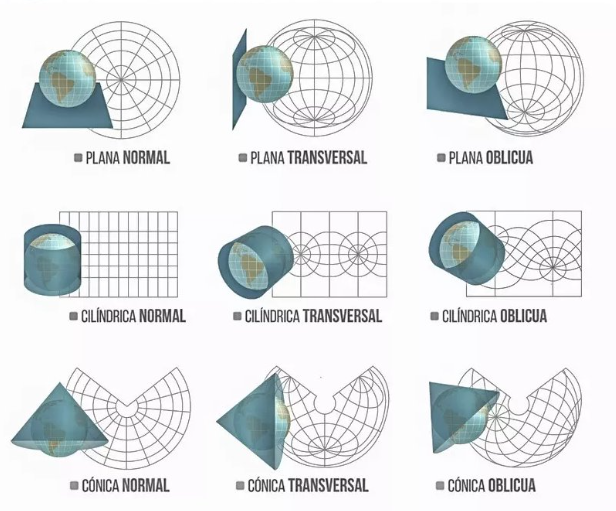 PLANA NORMAL
PLANA TRANSVERSAL
PLANA OBLICUA
CILÍNDRICA NORMAL
CILÍNDRICA TRANSVERSAL
CILÍNDRICA OBLICUA
CÓNICA NORMAL
CÓNICA TRANSVERSAL
CÓNICA OBLICUA